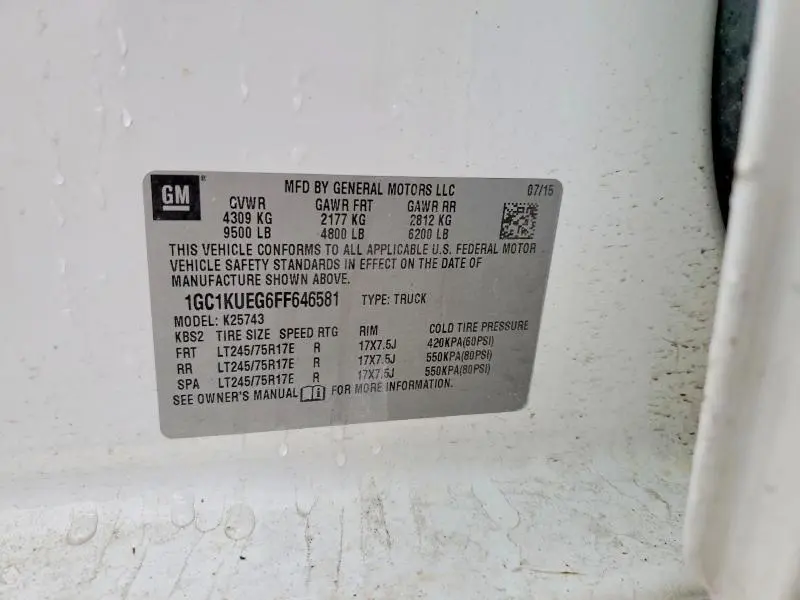 GM® MFD BY GENERAL MOTORS LLC 07/15
GVWR GAWR FRT GAWR RR
4309 KG 2177 KG 2812 KG
9500 LB 4800 LB 6200 LB
THIS VEHICLE CONFORMS TO ALL APPLICABLE U.S. FEDERAL MOTOR
VEHICLE SAFETY STANDARDS IN EFFECT ON THE DATE OF
MANUFACTURE SHOWN ABOVE.
1GC1KUEG6FF646581 TYPE: TRUCK
MODEL: K25743
KBS2 TIRE SIZE SPEED RTG RIM COLD TIRE PRESSURE
FRT LT245/75R17E R 17X7.5J 420KPA(60PSI)
RR LT245/75R17E R 17X7.5J 550KPA(80PSI)
SPA LT245/75R17E R 17X7.5J 550KPA(80PSI)
SEE OWNER'S MANUAL FOR MORE INFORMATION.